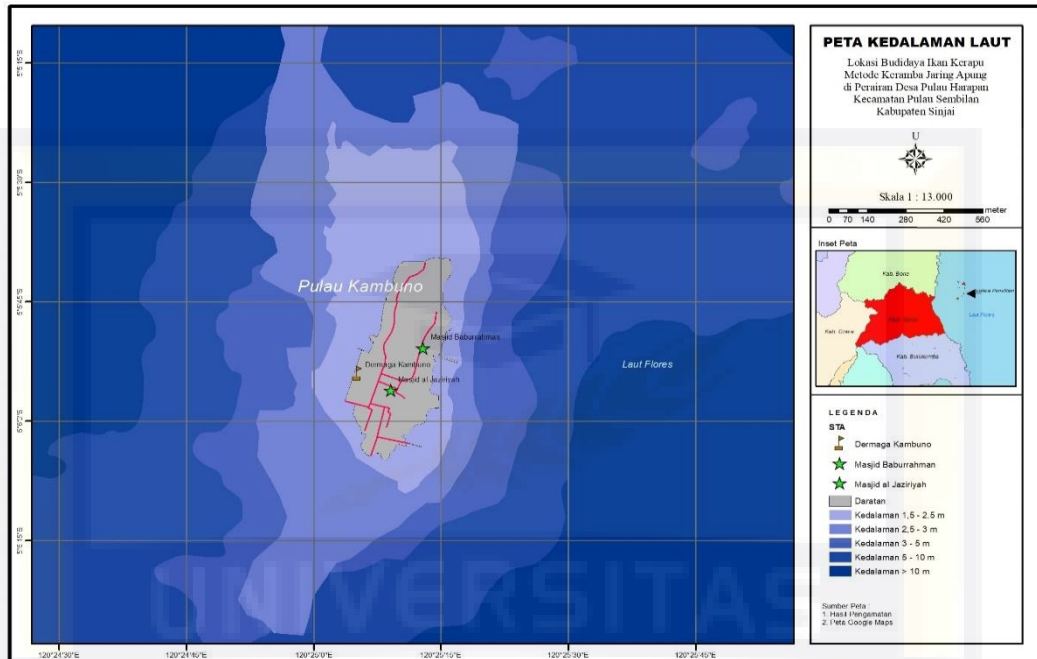 PETA KEDALAMAN LAUT
Lokasi Budidaya Ikan Kerapu
Metode Keramba Jaring Apung
di Perairan Desa Pulau Harapan
Kecamatan Pulau Sembilan
Kabupaten Sinjai
U
Skala 1 : 13.000
meter
0 70 140 280 420 560
Inset Peta
Kab. Bone
Laut Flores
Kab. Gowa
Kab. Bulukumba
LEGENDA
STA
Dermaga Kambuno
Masjid Baburrahman
Masjid al Jaziriyah
Daratan
Kedalaman 1,5 - 2.5 m
Kedalaman 2,5 - 3 m
Kedalaman 3 - 5 m
Kedalaman 5 - 10 m
Kedalaman > 10 m
Sumber Peta :
1. Hasil Pengamatan
2. Peta Google Maps
Pulau Kambuno
Masjid Baburrahman
Dermaga Kambuno
Masjid al Jaziriyah
Laut Flores
UNIVERSITAS
120°24'30"E 120°24'45"E 120°25'0"E 120°25'15"E 120°25'30"E 120°25'45"E